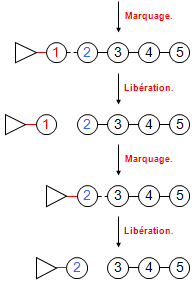 Marquage.
1 2 3 4 5
Libération.
1 2 3 4 5
Marquage.
2 3 4 5
Libération.
2 3 4 5